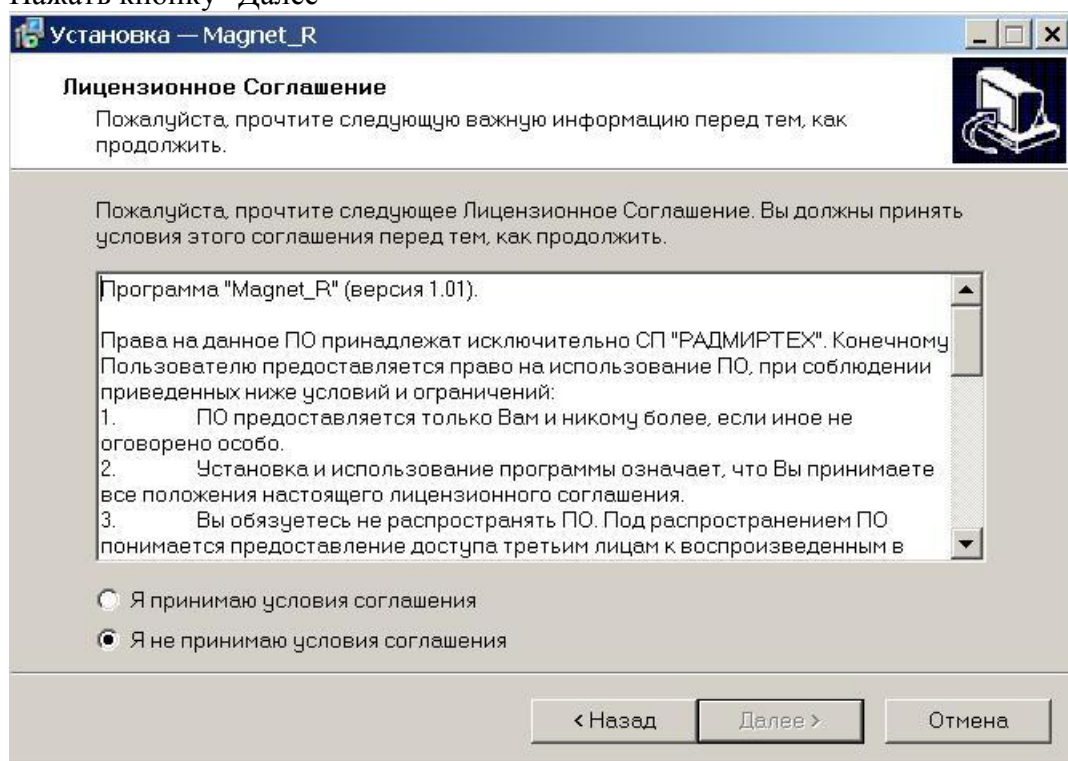 Нажать кнопку "Далее"
Установка — Magnet_R
Лицензионное Соглашение
Пожалуйста, прочтите следующую важную информацию перед тем, как
продолжить.
Пожалуйста, прочтите следующее Лицензионное Соглашение. Вы должны принять
условия этого соглашения перед тем, как продолжить.
Программа "Magnet_R" (версия 1.01).
Права на данное ПО принадлежат исключительно СП "РАДМИРТЕХ". Конечному
Пользователю предоставляется право на использование ПО, при соблюдении
приведенных ниже условий и ограничений:
1. ПО предоставляется только Вам и никому более, если иное не
оговорено особо.
2. Установка и использование программы означает, что Вы принимаете
все положения настоящего лицензионного соглашения.
3. Вы обязуетесь не распространять ПО. Под распространением ПО
понимается предоставление доступа третьим лицам к воспроизведенным в
Я принимаю условия соглашения
Я не принимаю условия соглашения
< Назад
Далее >
Отмена